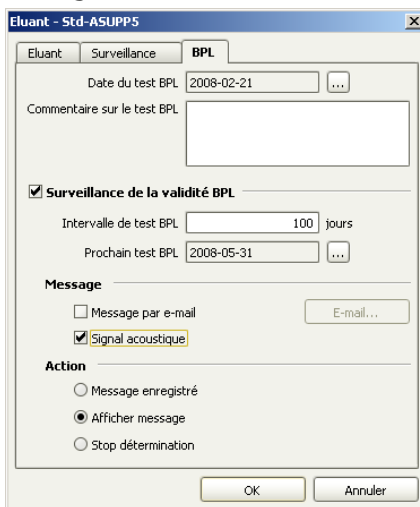 Eluant - Std-ASUPP5
Eluant Surveillance BPL
Date du test BPL 2008-02-21 ...
Commentaire sur le test BPL
Surveillance de la validité BPL
Intervalle de test BPL 100 jours
Prochain test BPL 2008-05-31 ...
Message
Message par e-mail E-mail...
Signal acoustique
Action
Message enregistré
Afficher message
Stop détermination
OK Annuler